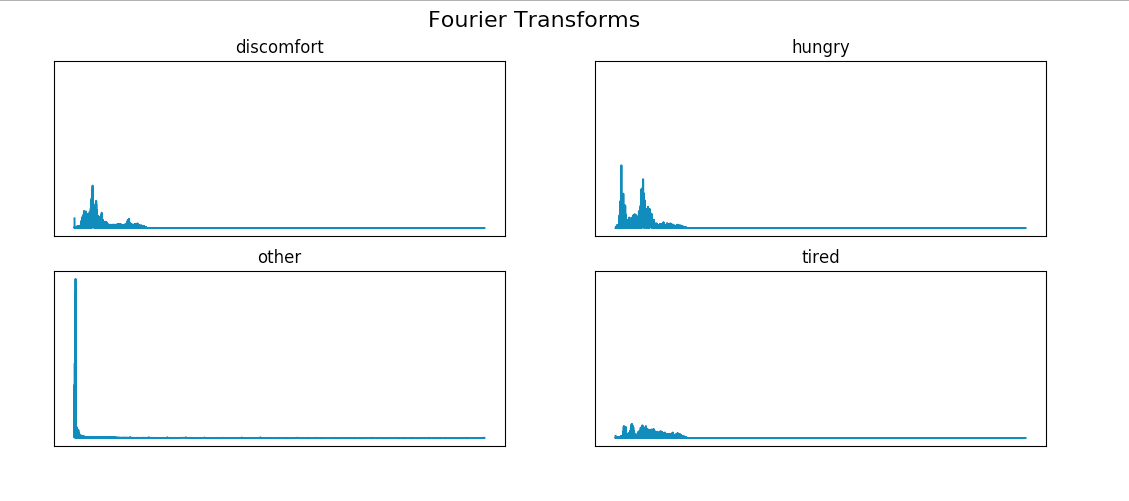 Fourier Transforms
discomfort
hungry
other
tired